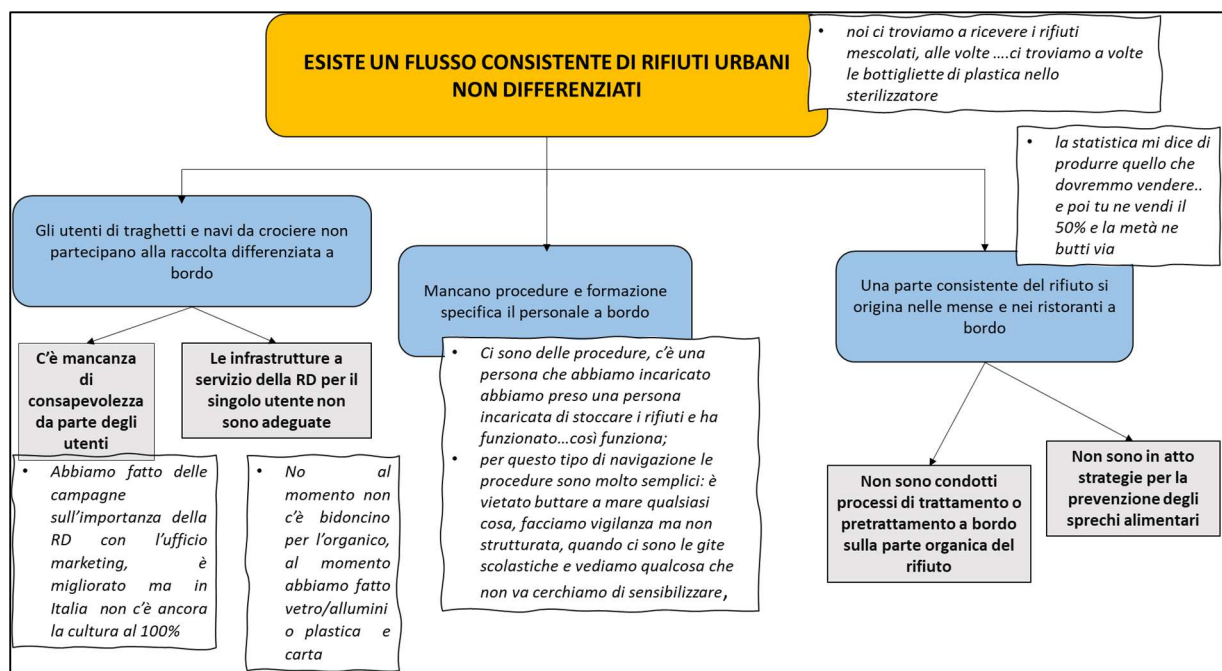 ESISTE UN FLUSSO CONSISTENTE DI RIFIUTI URBANI
NON DIFFERENZIATI
• noi ci troviamo a ricevere i rifiuti
mescolati, alle volte ....ci troviamo a volte
le bottigliette di plastica nello
sterilizzatore
• la statistica mi dice di
produrre quello che
dovremmo vendere..
e poi tu ne vendi il
50% e la metà ne
butti via
Gli utenti di traghetti e navi da crociere non
partecipano alla raccolta differenziata a
bordo
Mancano procedure e formazione
specifica il personale a bordo
Una parte consistente del rifiuto si
origina nelle mense e nei ristoranti a
bordo
C'è mancanza
di
consapevolezza
da parte degli
utenti
Le infrastrutture a
servizio della RD per il
singolo utente non
sono adeguate
• Abbiamo fatto delle
campagne
sull'importanza della
RD con l'ufficio
marketing, è
migliorato ma in
Italia non c'è ancora
la cultura al 100%
• No al
momento non
c'è bidoncino
per l'organico,
al momento
abbiamo fatto
vetro/allumini
o plastica e
carta
• Ci sono delle procedure, c'è una
persona che abbiamo incaricato
abbiamo preso una persona
incaricata di stoccare i rifiuti e ha
funzionato...così funziona;
• per questo tipo di navigazione le
procedure sono molto semplici: è
vietato buttare a mare qualsiasi
cosa, facciamo vigilanza ma non
strutturata, quando ci sono le gite
scolastiche e vediamo qualcosa che
non va cerchiamo di sensibilizzare,
Non sono condotti
processi di trattamento o
pretrattamento a bordo
sulla parte organica del
rifiuto
Non sono in atto
strategie per la
prevenzione degli
sprechi alimentari